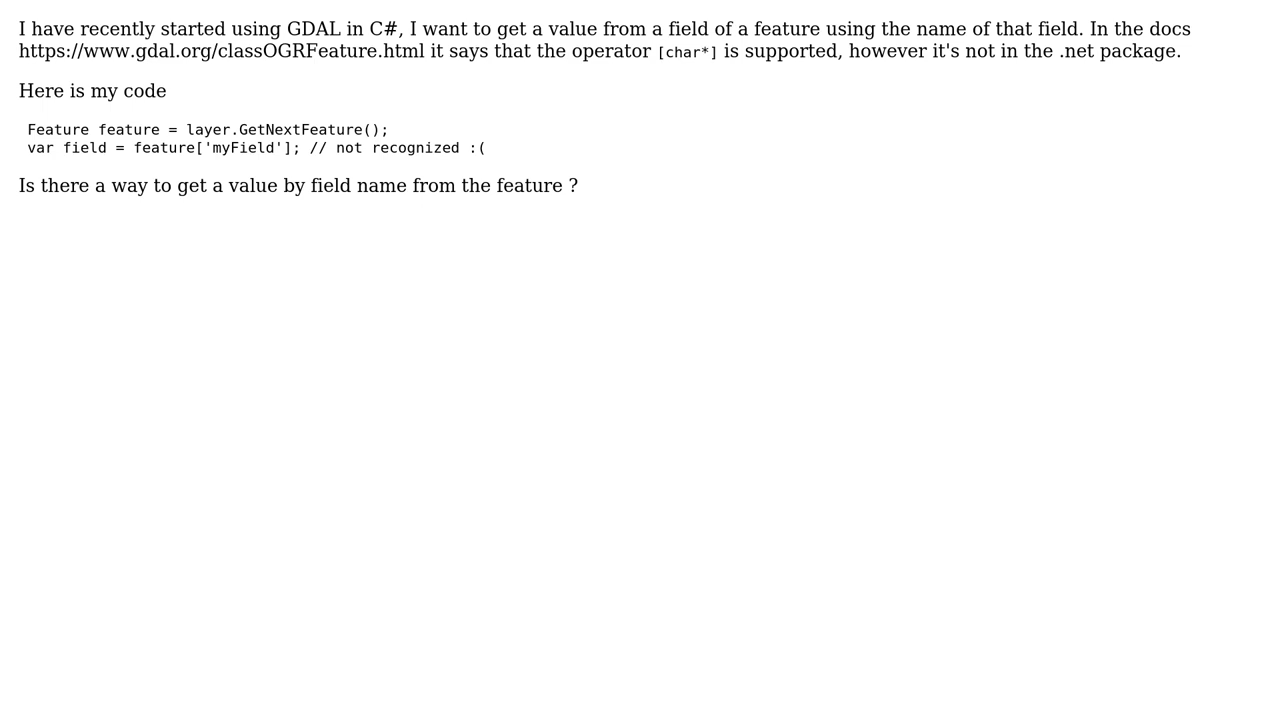 I have recently started using GDAL in C#, I want to get a value from a field of a feature using the name of that field. In the docs
https://www.gdal.org/classOGRFeature.html it says that the operator [char*] is supported, however it's not in the .net package.
Here is my code
Feature feature = layer.GetNextFeature();
var field = feature['myField']; // not recognized :(
Is there a way to get a value by field name from the feature ?